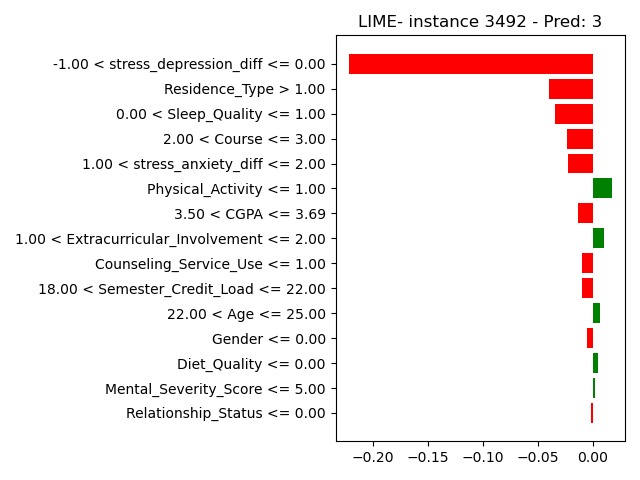 LIME- instance 3492 - Pred: 3
-1.00 < stress_depression_diff <= 0.00
Residence_Type > 1.00
0.00 < Sleep_Quality <= 1.00
2.00 < Course <= 3.00
1.00 < stress_anxiety_diff <= 2.00
Physical_Activity <= 1.00
3.50 < CGPA <= 3.69
1.00 < Extracurricular_Involvement <= 2.00
Counseling_Service_Use <= 1.00
18.00 < Semester_Credit_Load <= 22.00
22.00 < Age <= 25.00
Gender <= 0.00
Diet_Quality <= 0.00
Mental_Severity_Score <= 5.00
Relationship_Status <= 0.00
−0.20 −0.15 −0.10 −0.05 0.00